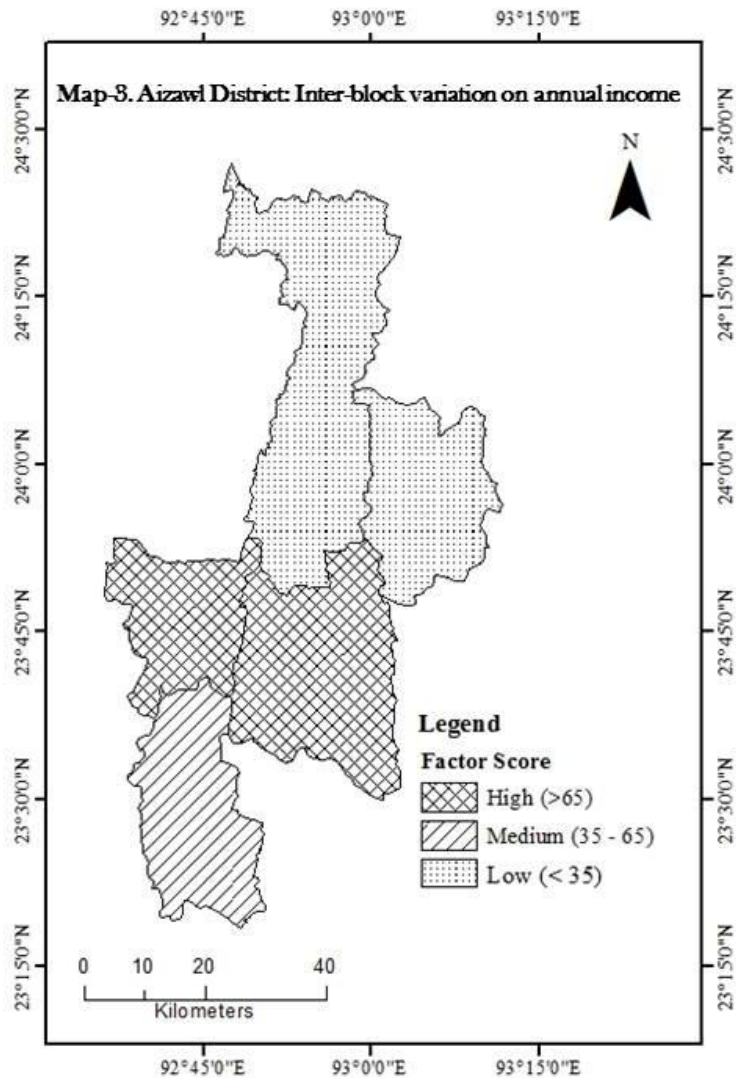 92°45'0"E 93°00'0"E 93°15'0"E
Map-3. Aizawl District: Inter-block variation on annual income
24°30'0"N
24°30'0"N
N
24°15'0"N
24°15'0"N
24°0'0"N
24°0'0"N
23°45'0"N
23°45'0"N
Legend
Factor Score
High (>65)
Medium (35 - 65)
Low (< 35)
23°30'0"N
23°30'0"N
23°15'0"N
23°15'0"N
0 10 20 40
Kilometers
92°45'0"E 93°00'0"E 93°15'0"E